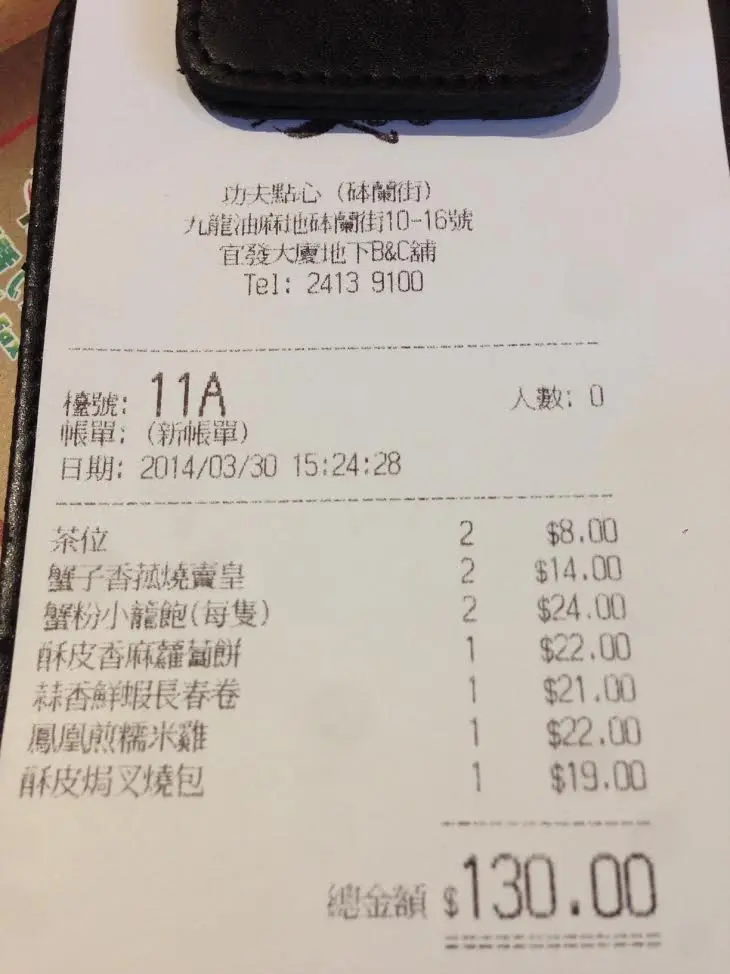 功夫點心 (砵蘭街)
九龍油麻地砵蘭街10-16號
宜發大廈地下B&C舖
Tel: 2413 9100
檯號: 11A 人數: 0
帳單: (新帳單)
日期: 2014/03/30 15:24:28
茶位 2 $8.00
蟹子香菰燒賣皇 2 $14.00
蟹粉小龍飽(每隻) 2 $24.00
酥皮香麻蘿蔔餅 1 $22.00
蒜香鮮蝦長春卷 1 $21.00
鳳凰煎糯米雞 1 $22.00
酥皮焗叉燒包 1 $19.00
總金額 $130.00